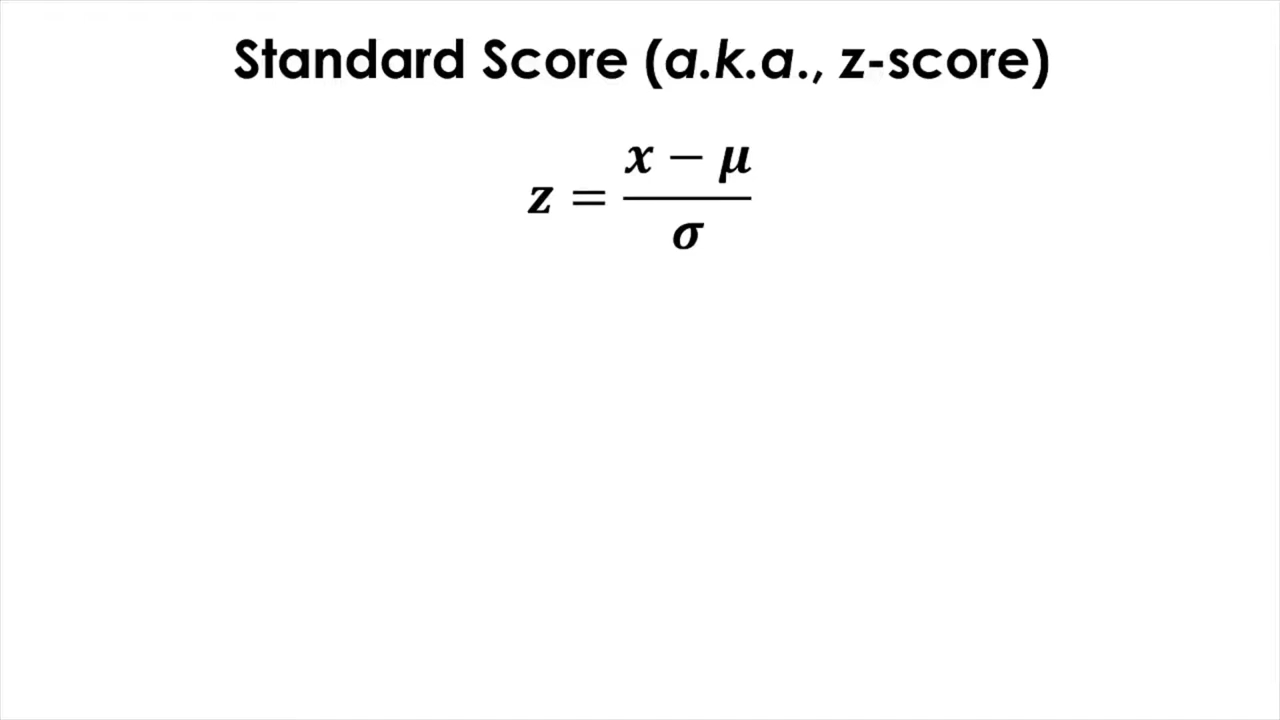 Standard Score (a.k.a., z-score)
z = x − μ / σ